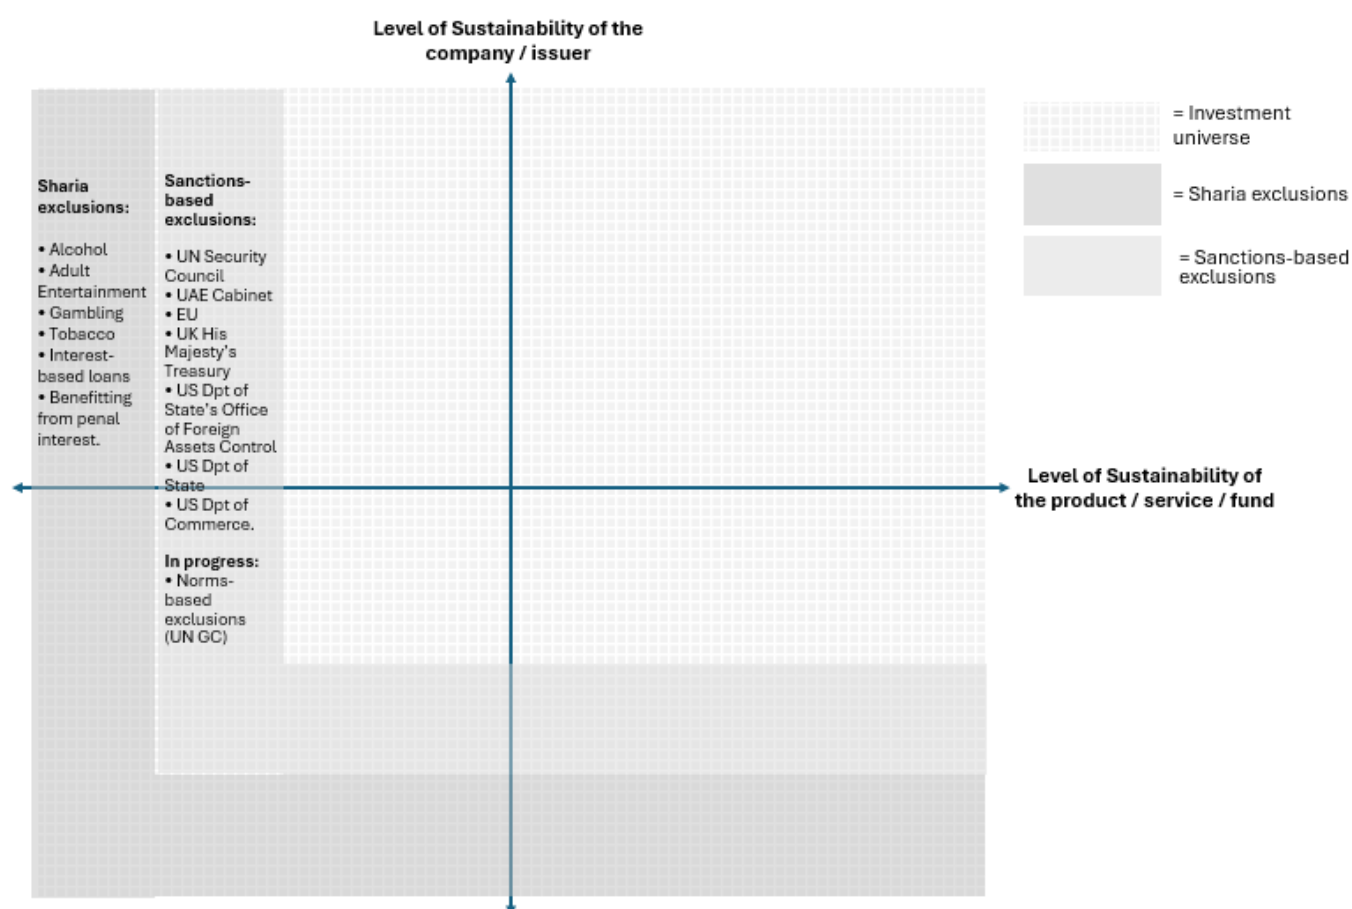 Level of Sustainability of the
company / issuer
Sharia
exclusions:
• Alcohol
• Adult
Entertainment
• Gambling
• Tobacco
• Interest-
based loans
• Benefitting
from penal
interest.
Sanctions-
based
exclusions:
• UN Security
Council
• UAE Cabinet
• EU
• UK His
Majesty's
Treasury
• US Dpt of
State's Office
of Foreign
Assets Control
• US Dpt of
State
• US Dpt of
Commerce.
In progress:
• Norms-
based
exclusions
(UN GC)
= Investment
universe
= Sharia exclusions
= Sanctions-based
exclusions
Level of Sustainability of
the product / service / fund